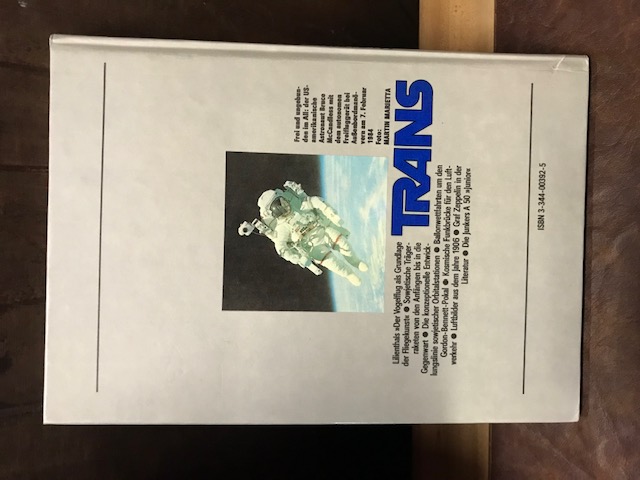 Frei und ungebun-
den im All: der US-
amerikanische
Astronaut Bruce
McCandless mit
dem autonomen
Freifluggerät bei
Außenbordmanö-
vern am 7. Februar
1984
Foto:
MARTIN MARIETTA
TRANS
Lilienthals »Der Vogelflug als Grundlage
der Fliegekunst« ● Sowjetische Träger-
raketen von den Anfängen bis in die
Gegenwart ● Die konzeptionelle Entwick-
lungslinie sowjetischer Orbitalstationen ● Ballonwettfahrten um den
Gordon-Bennett-Pokal ● Kosmische Funkbrücke für den Luft-
verkehr ● Luftbilder aus dem Jahre 1906 ● Graf Zeppelin in der
Literatur ● Die Junkers A 50 »Junior«
ISBN 3-344-00392-5